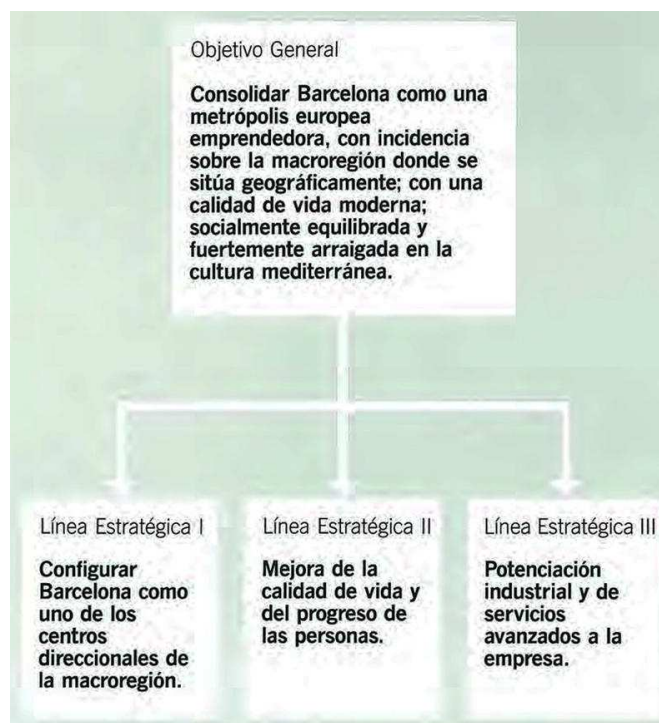 Objetivo General
Consolidar Barcelona como una
metrópolis europea
emprendedora, con incidencia
sobre la macroregión donde se
sitúa geográficamente; con una
calidad de vida moderna;
socialmente equilibrada y
fuertemente arraigada en la
cultura mediterránea.
Línea Estratégica I
Configurar
Barcelona como
uno de los
centros
direccionales de
la macroregión.
Línea Estratégica II
Mejora de la
calidad de vida y
del progreso de
las personas.
Línea Estratégica III
Potenciación
industrial y de
servicios
avanzados a la
empresa.